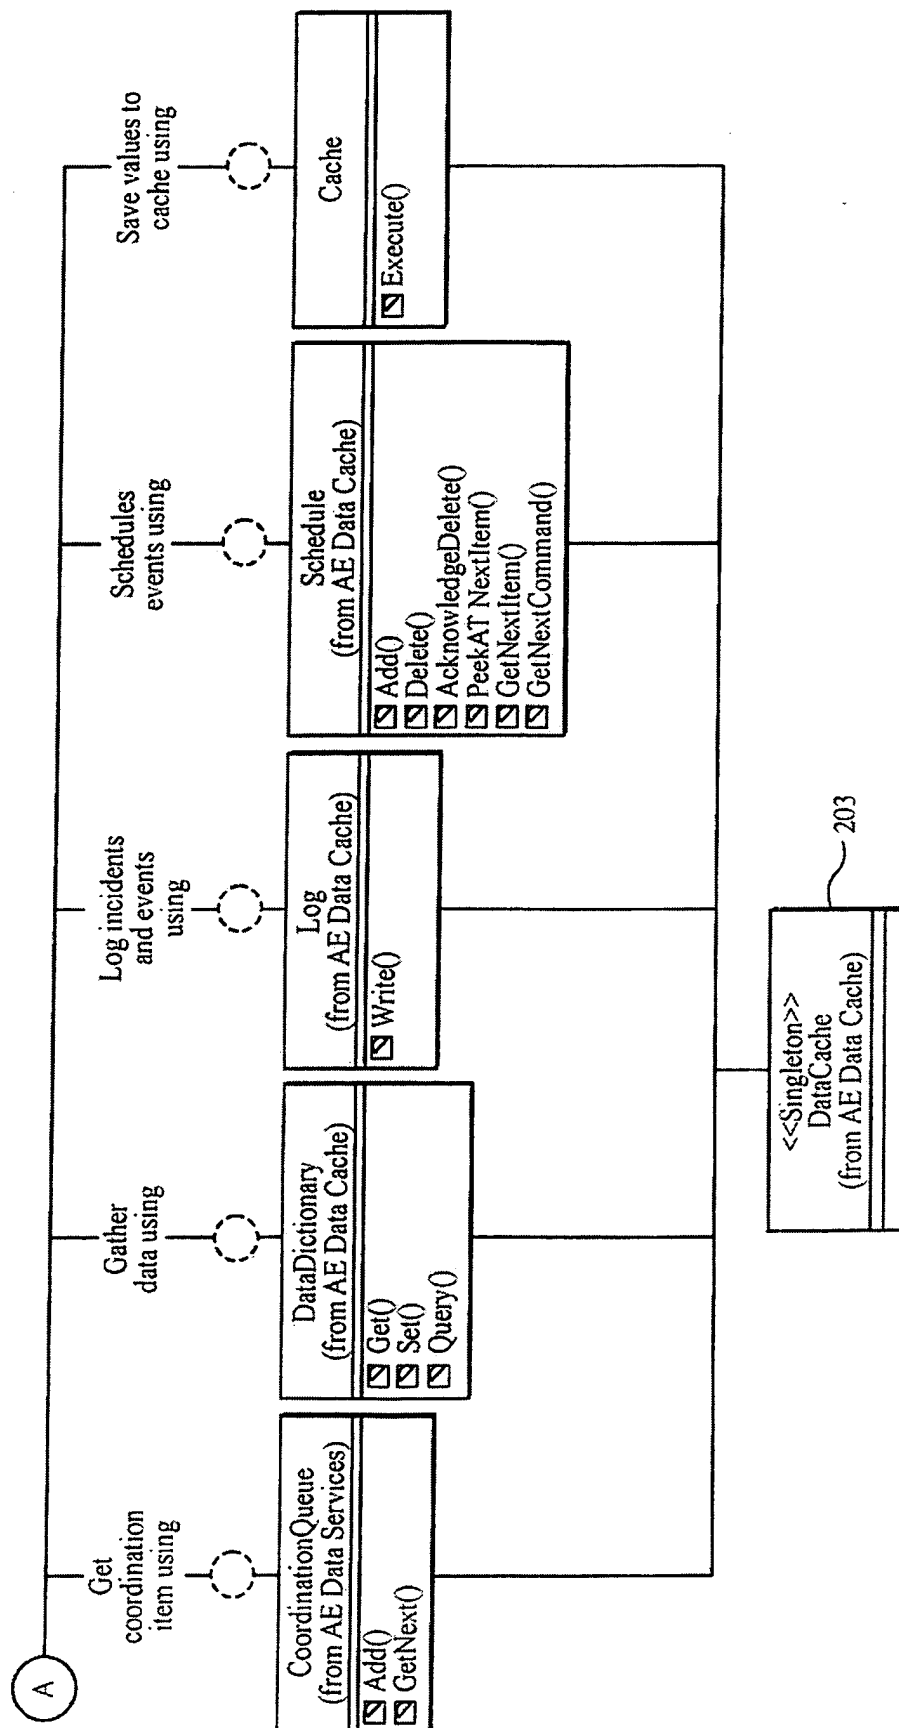 A
Get
coordination
item using
CoordinationQueue
(from AE Data Services)
Add()
GetNext()
Gather
data using
DataDictionary
(from AE Data Cache)
Get()
Set()
Query()
Log incidents
and events
using
Log
(from AE Data Cache)
Write()
Schedules
events using
Schedule
(from AE Data Cache)
Add()
Delete()
AcknowledgeDelete()
PeekAT NextItem()
GetNextItem()
GetNextCommand()
Save values to
cache using
Cache
Execute()
<<Singleton>>
DataCache
(from AE Data Cache)
203